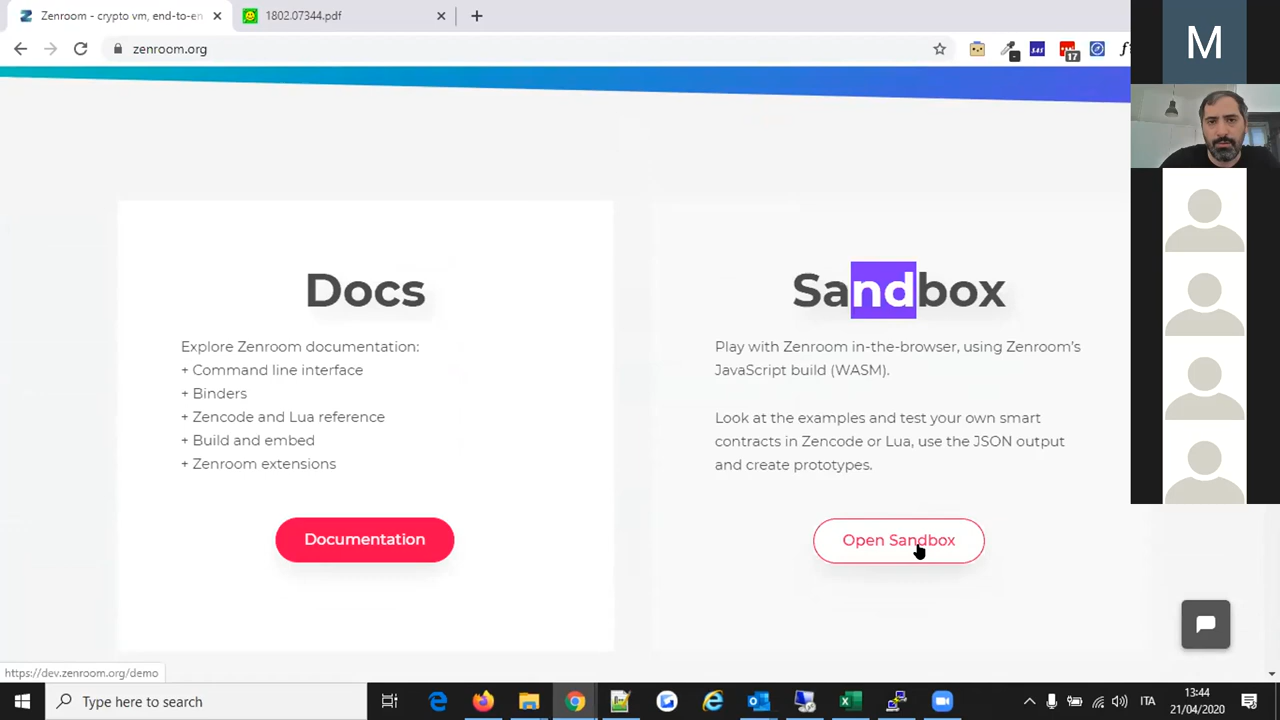 Zenroom - crypto vm, end-to-en
1802.07344.pdf
zenroom.org
SAS
17
M
Docs
Explore Zenroom documentation:
+ Command line interface
+ Binders
+ Zencode and Lua reference
+ Build and embed
+ Zenroom extensions
Documentation
Sandbox
Play with Zenroom in-the-browser, using Zenroom's
JavaScript build (WASM).
Look at the examples and test your own smart
contracts in Zencode or Lua, use the JSON output
and create prototypes.
Open Sandbox
https://dev.zenroom.org/demo
Type here to search
ITA
13:44
21/04/2020